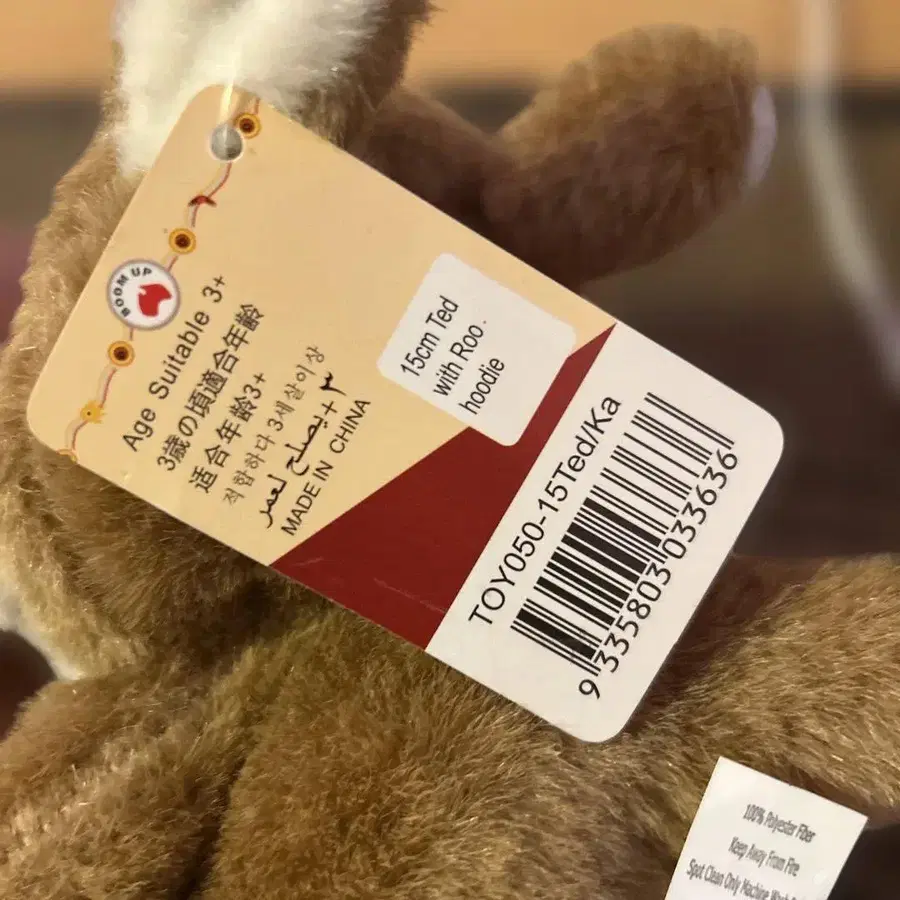 BOOM UP
Age Suitable 3+
3歳の頃適合年齢
适合年龄3+
적합하다 3세 살이상
تصلح لعمر +٣
MADE IN CHINA
15cm Ted
with Roo
hoodie
TOY050-15Ted/Ka
9 335803 033636
100% Polyester Fiber
Keep Away From Fire
Spot Clean Only Machine Wash